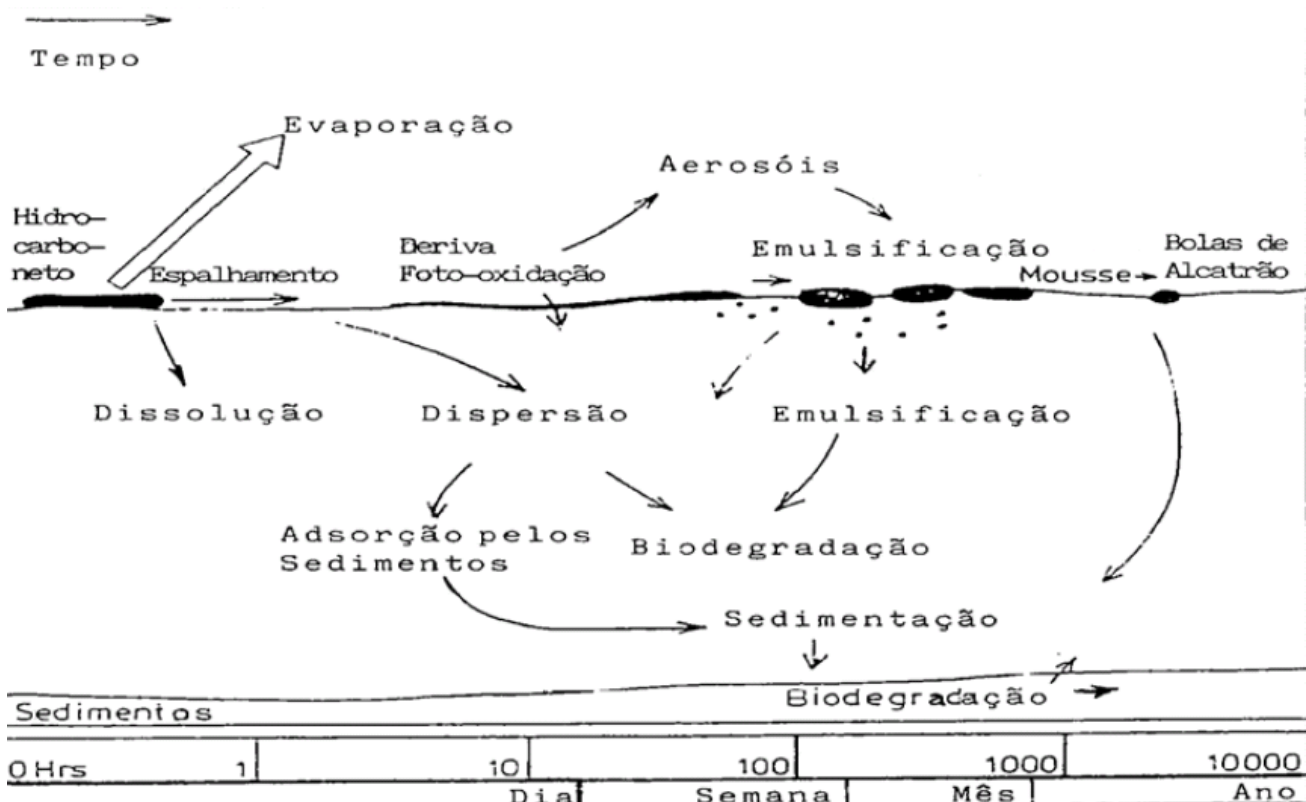 Tempo
Evaporação
Aerosóis
Hidro-
carbo-
neto
Espalhamento
Deriva
Foto-oxidação
Emulsificação
Mousse
Bolas de
Alcatrão
Dissolução
Dispersão
Emulsificação
Adsorção pelos
Sedimentos
Biodegradação
Sedimentação
Biodegradação
Sedimentos
0 Hrs 1 10 100 1000 10000
Dia Semana Mês Ano